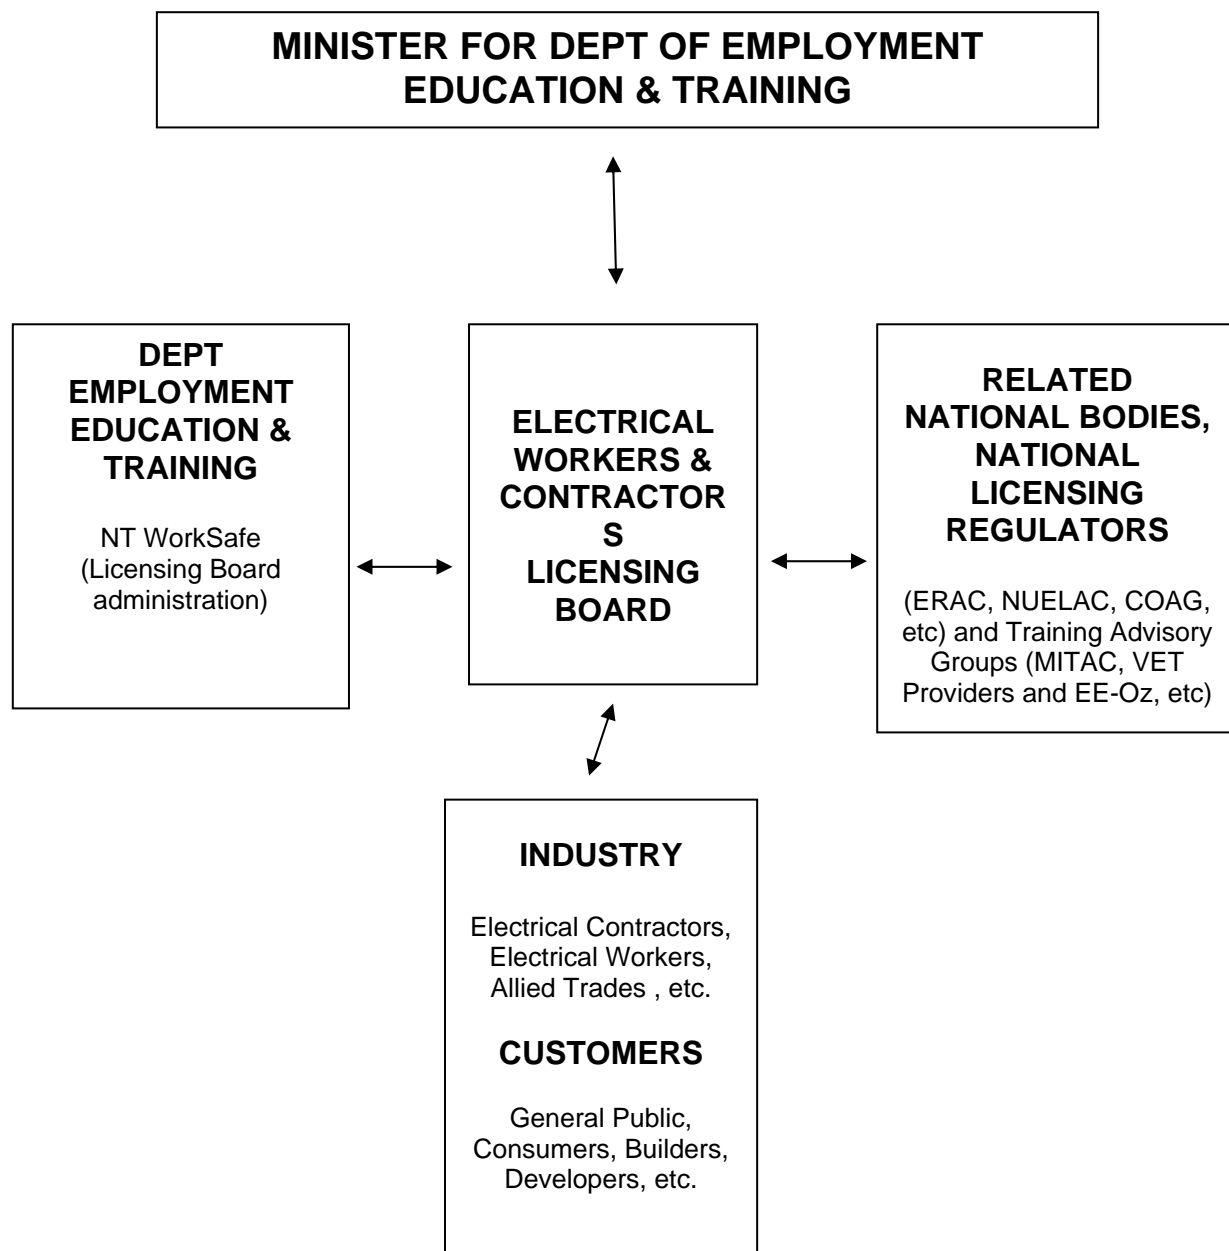 MINISTER FOR DEPT OF EMPLOYMENT
EDUCATION & TRAINING
DEPT
EMPLOYMENT
EDUCATION &
TRAINING
NT WorkSafe
(Licensing Board
administration)
ELECTRICAL
WORKERS &
CONTRACTOR
S
LICENSING
BOARD
RELATED
NATIONAL BODIES,
NATIONAL
LICENSING
REGULATORS
(ERAC, NUELAC, COAG,
etc) and Training Advisory
Groups (MITAC, VET
Providers and EE-Oz, etc)
INDUSTRY
Electrical Contractors,
Electrical Workers,
Allied Trades , etc.
CUSTOMERS
General Public,
Consumers, Builders,
Developers, etc.